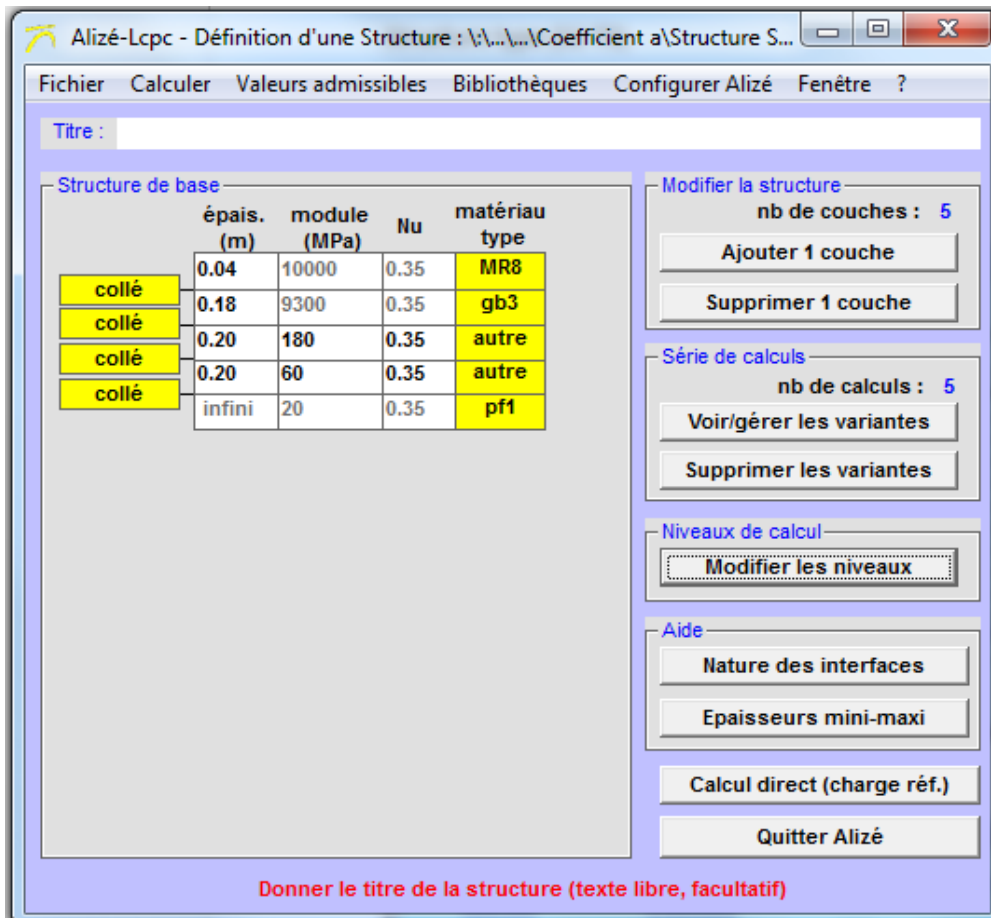 Alizé-Lcpc - Définition d'une Structure : \:\...\...\Coefficient a\Structure S...
Fichier Calculer Valeurs admissibles Bibliothèques Configurer Alizé Fenêtre ?
Titre :
Structure de base
épais. (m) module (MPa) Nu matériau type
0.04 10000 0.35 MR8
collé
0.18 9300 0.35 gb3
collé
0.20 180 0.35 autre
collé
0.20 60 0.35 autre
collé
infini 20 0.35 pf1
Modifier la structure
nb de couches : 5
Ajouter 1 couche
Supprimer 1 couche
Série de calculs
nb de calculs : 5
Voir/gérer les variantes
Supprimer les variantes
Niveaux de calcul
Modifier les niveaux
Aide
Nature des interfaces
Epaisseurs mini-maxi
Calcul direct (charge réf.)
Quitter Alizé
Donner le titre de la structure (texte libre, facultatif)